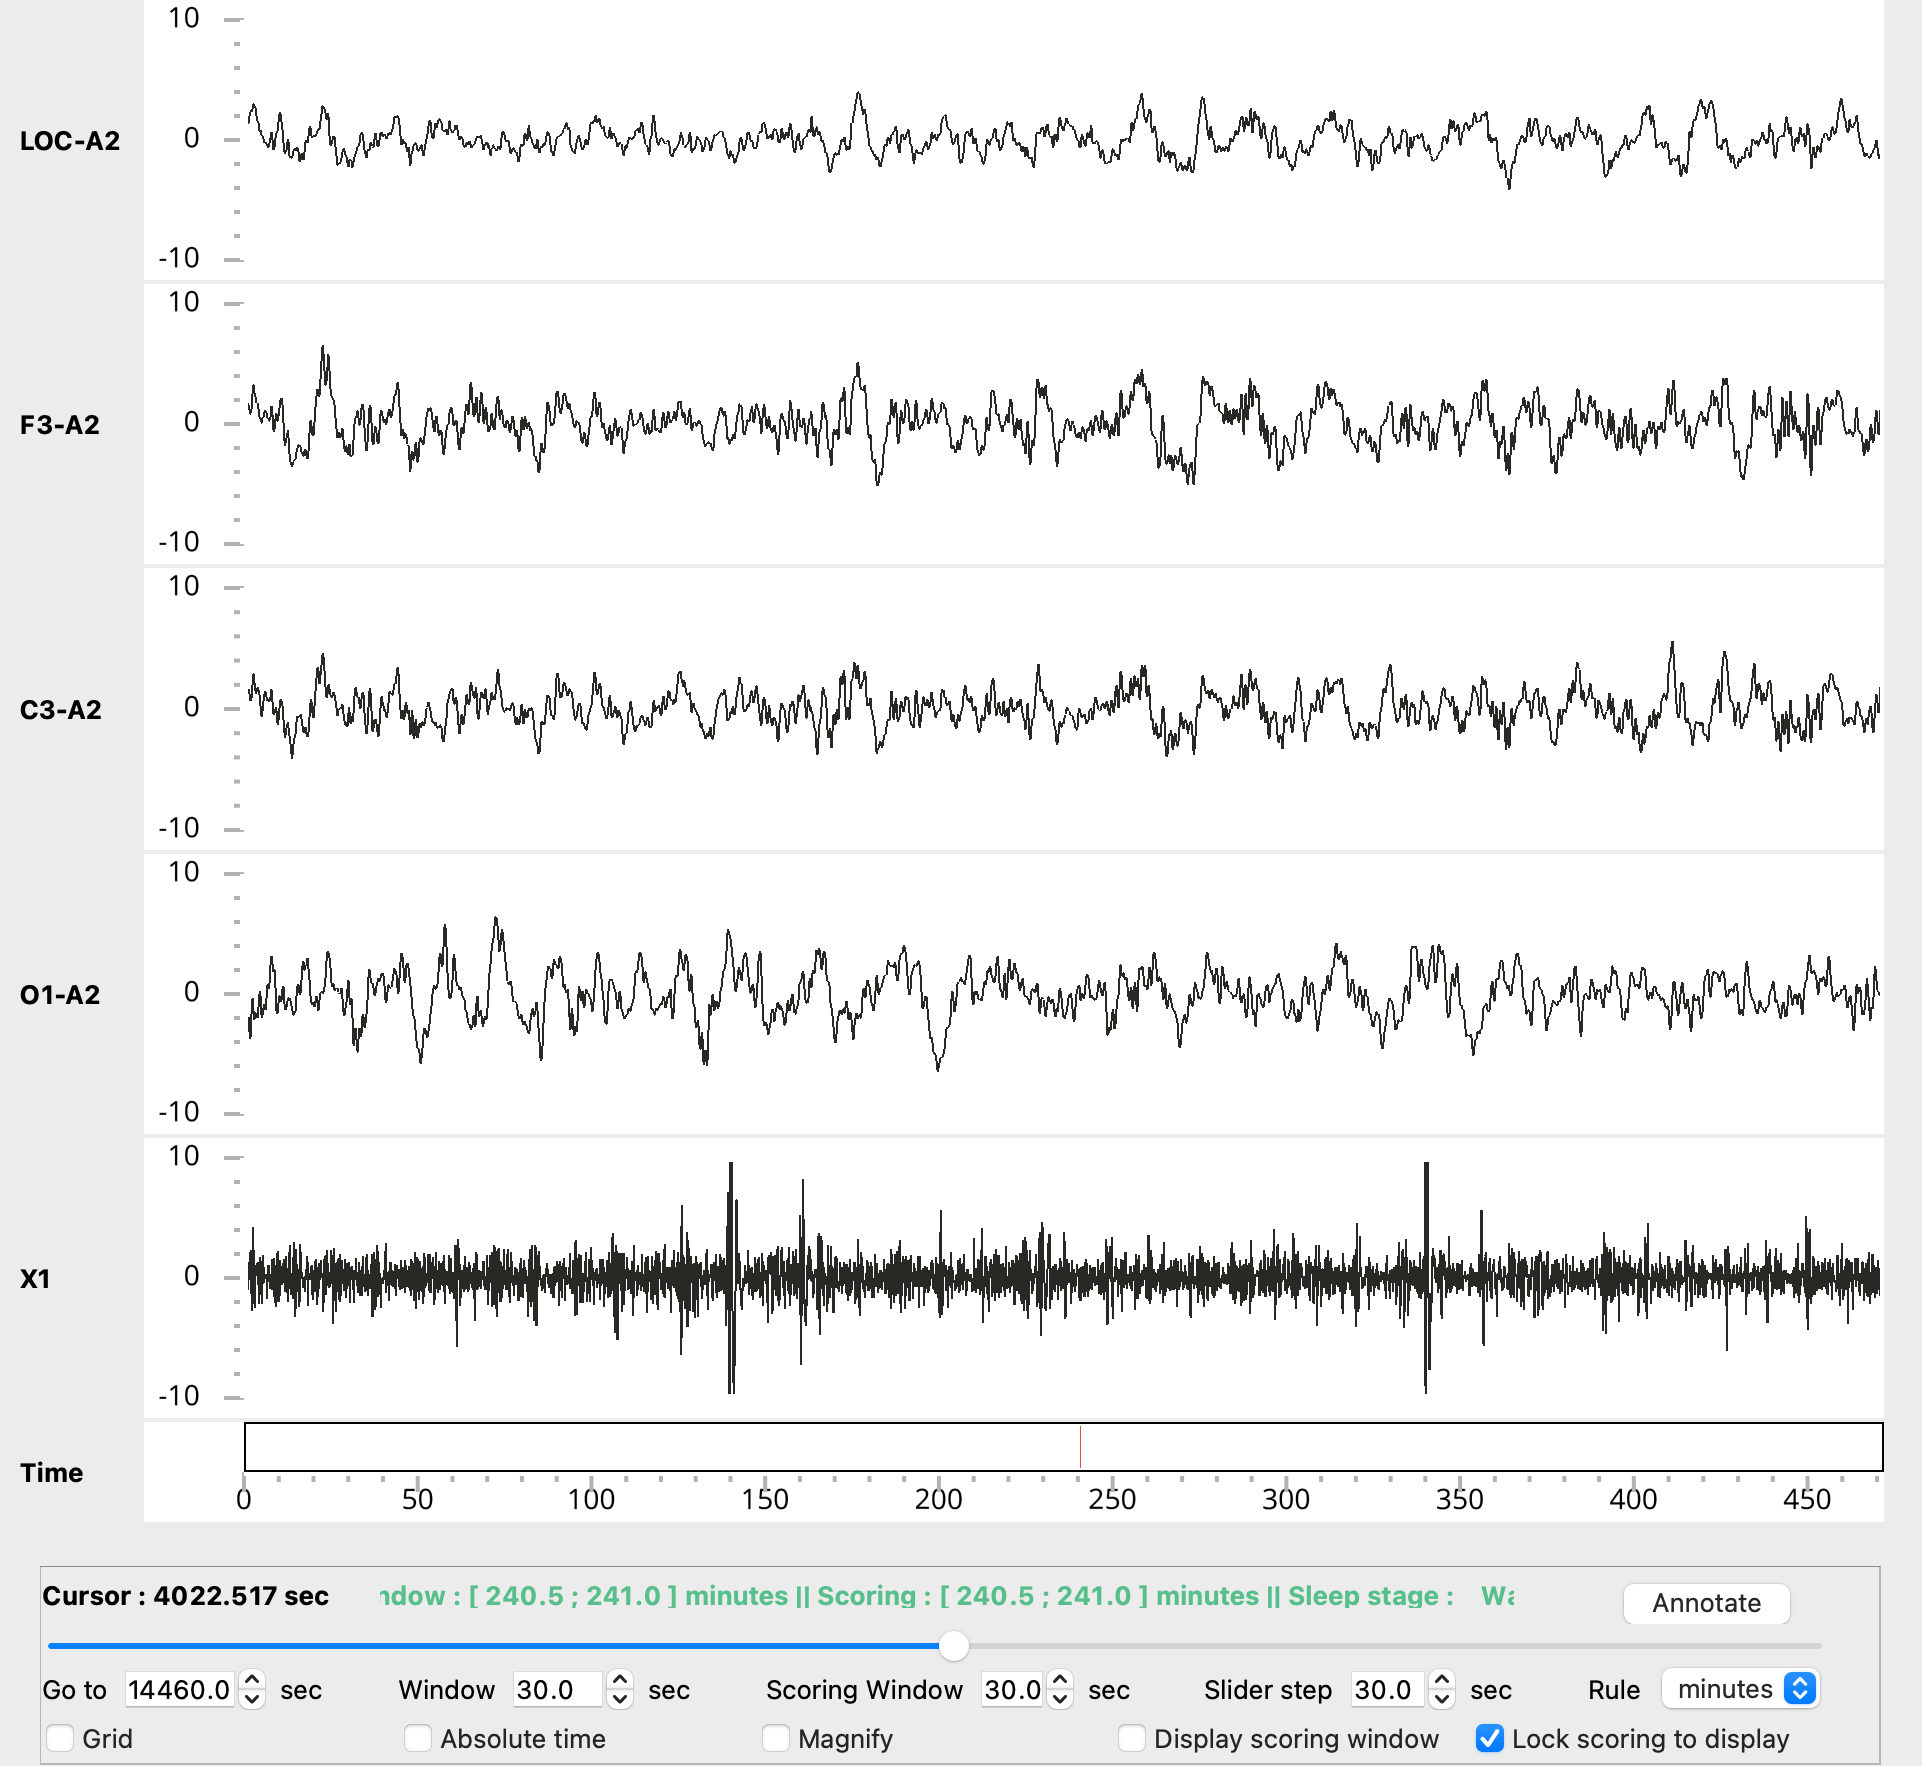 10
LOC-A2
0
-10
10
F3-A2
0
-10
10
C3-A2
0
-10
10
O1-A2
0
-10
10
X1
0
-10
Time
0 50 100 150 200 250 300 350 400 450
Cursor : 4022.517 sec ndow : [ 240.5 ; 241.0 ] minutes || Scoring : [ 240.5 ; 241.0 ] minutes || Sleep stage : Wa Annotate
Go to 14460.0 sec Window 30.0 sec Scoring Window 30.0 sec Slider step 30.0 sec Rule minutes
Grid Absolute time Magnify Display scoring window Lock scoring to display